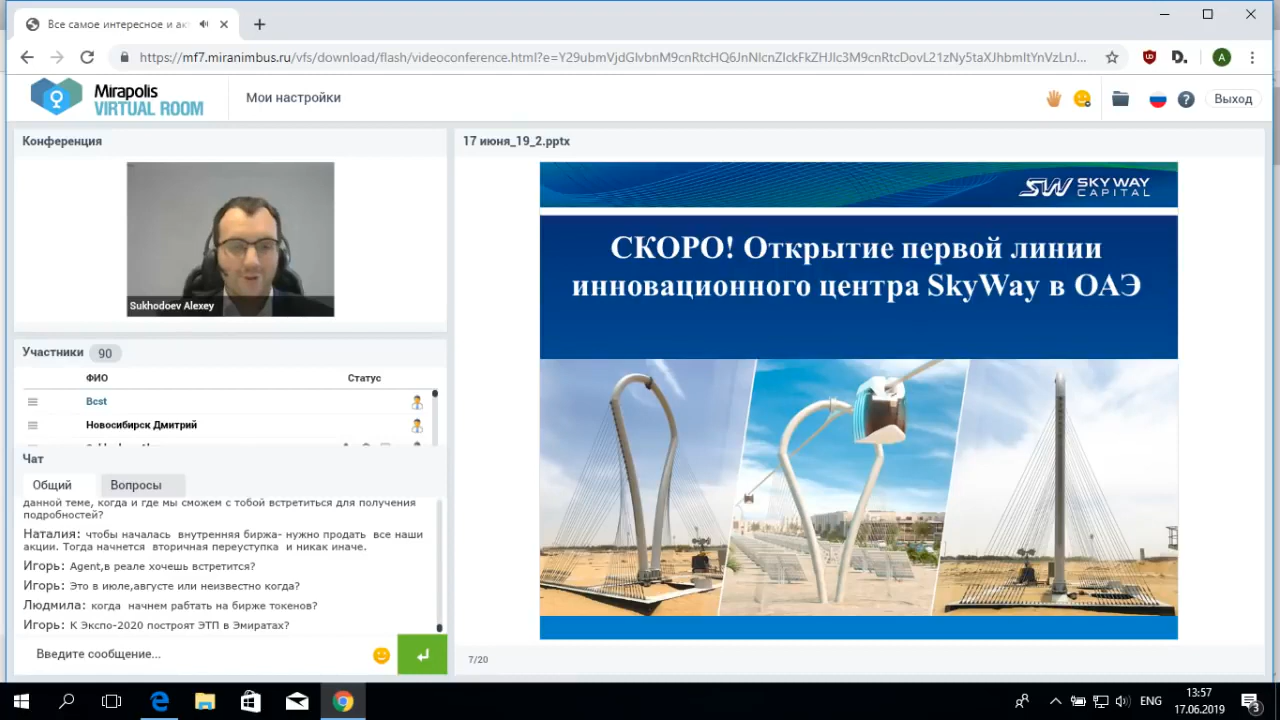 Все самое интересное и ак
https://mf7.miranimbus.ru/vfs/download/flash/videoconference.html?e=Y29ubmVjdGlvbnM9cnRtcHQ6JnNlcnZlckFkZHJlc3M9cnRtcDovL21zNy5taXJhbmltYnVzLnJ...
Mirapolis
VIRTUAL ROOM
Мои настройки
Выход
Конференция
17 июня_19_2.pptx
Sukhodoev Alexey
SW SKY WAY
CAPITAL
СКОРО! Открытие первой линии
инновационного центра SkyWay в ОАЭ
Участники 90
ФИО Статус
Bcst
Новосибирск Дмитрий
Чат
Общий Вопросы
данной теме, когда и где мы сможем с тобой встретиться для получения
подробностей?
Наталия: чтобы началась внутренняя биржа- нужно продать все наши
акции. Тогда начнется вторичная переуступка и никак иначе.
Игорь: Agent,в реале хочешь встретится?
Игорь: Это в июле,августе или неизвестно когда?
Людмила: когда начнем рабтать на бирже токенов?
Игорь: К Экспо-2020 построят ЭТП в Эмиратах?
Введите сообщение...
7/20
ENG
13:57
17.06.2019
3